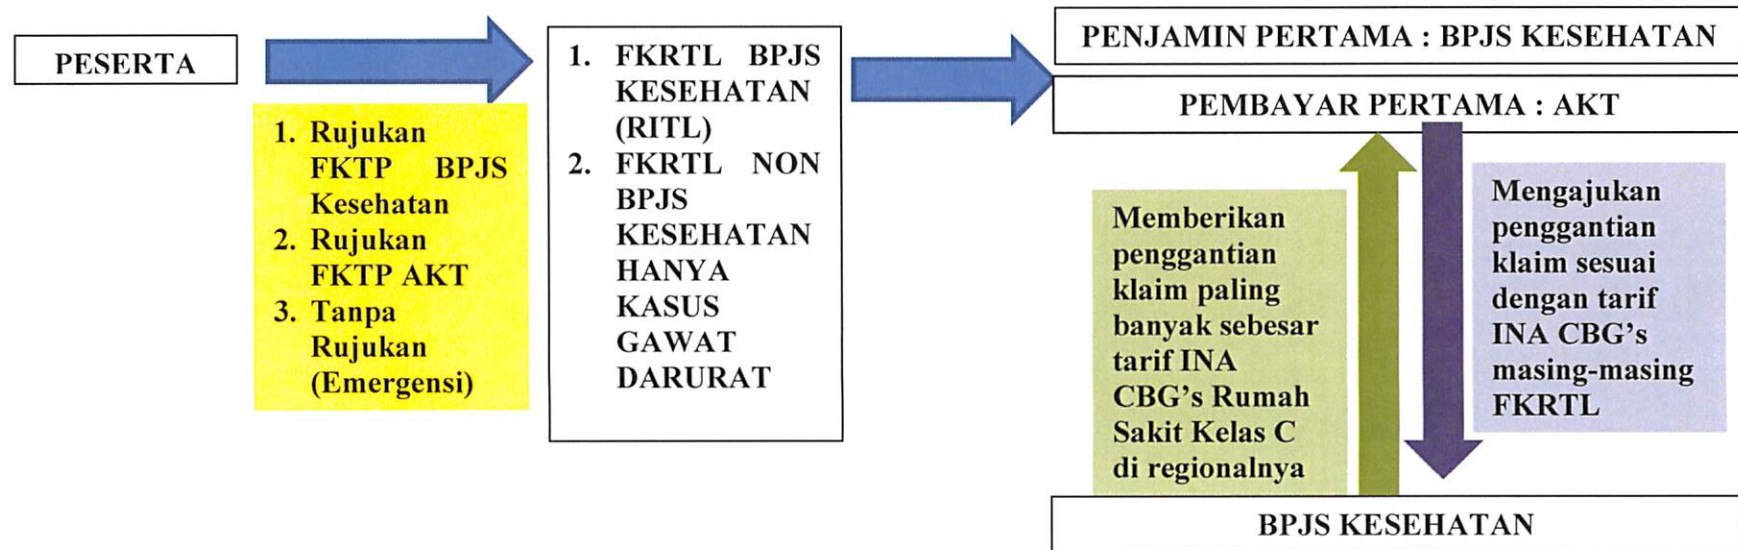 PESERTA
1. Rujukan
FKTP BPJS
Kesehatan
2. Rujukan
FKTP AKT
3. Tanpa
Rujukan
(Emergensi)
1. FKRTL BPJS
KESEHATAN
(RITL)
2. FKRTL NON
BPJS
KESEHATAN
HANYA
KASUS
GAWAT
DARURAT
PENJAMIN PERTAMA : BPJS KESEHATAN
PEMBAYAR PERTAMA : AKT
Memberikan
penggantian
klaim paling
banyak sebesar
tarif INA
CBG’s Rumah
Sakit Kelas C
di regionalnya
Mengajukan
penggantian
klaim sesuai
dengan tarif
INA CBG’s
masing-masing
FKRTL
BPJS KESEHATAN